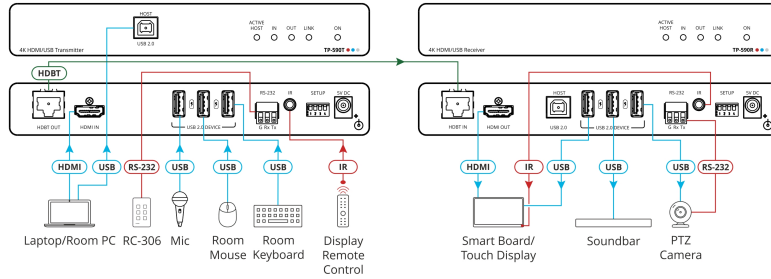 HOST
USB 2.0
ACTIVE HOST IN OUT LINK ON
4K HDMI/USB Transmitter
TP-590T
ACTIVE HOST IN OUT LINK ON
4K HDMI/USB Receiver
TP-590R
HDBT
HDBT OUT
HDMI IN
USB 2.0 DEVICE
RS-232
G Rx Tx
IR
SETUP
5V DC
HDBT IN
HDMI OUT
HOST
USB 2.0
USB 2.0 DEVICE
RS-232
G Rx Tx
IR
SETUP
5V DC
HDMI
USB
RS-232
USB
USB
USB
IR
HDMI
IR
USB
USB
USB
RS-232
Laptop/Room PC
RC-306
Mic
Room
Mouse
Room
Keyboard
Display
Remote
Control
Smart Board/
Touch Display
Soundbar
PTZ
Camera